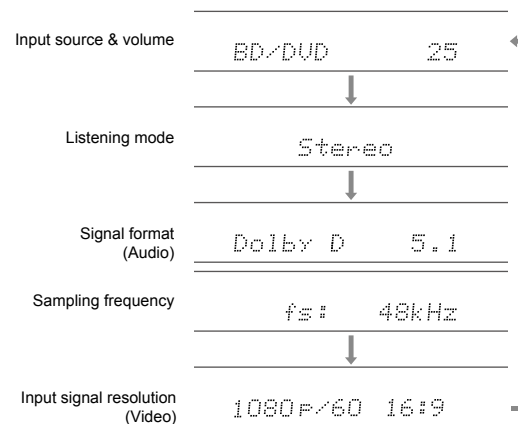 Input source & volume
BD/DVD 25
Listening mode
Stereo
Signal format
(Audio)
Dolby D 5.1
Sampling frequency
fs: 48kHz
Input signal resolution
(Video)
1080p/60 16:9